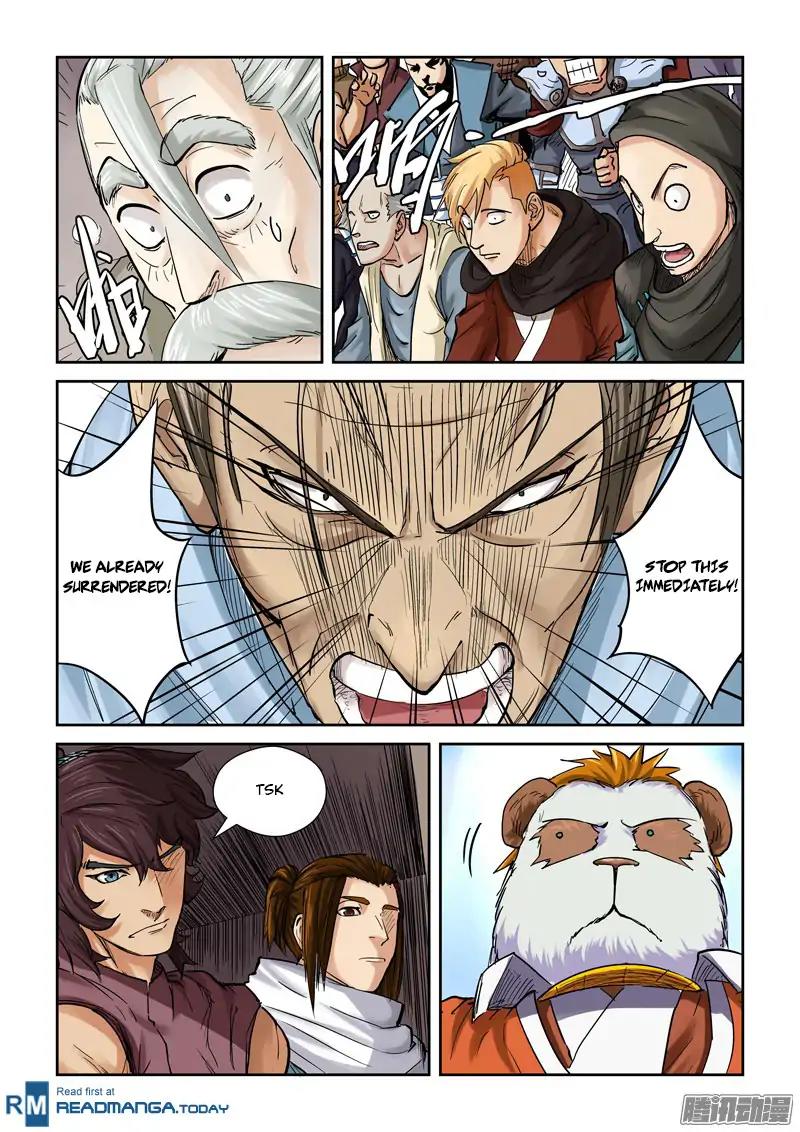 WE ALREADY
SURRENDERED!
STOP THIS
IMMEDIATELY!
TSK
RM
Read first at
READMANGA.TODAY
腾讯动漫